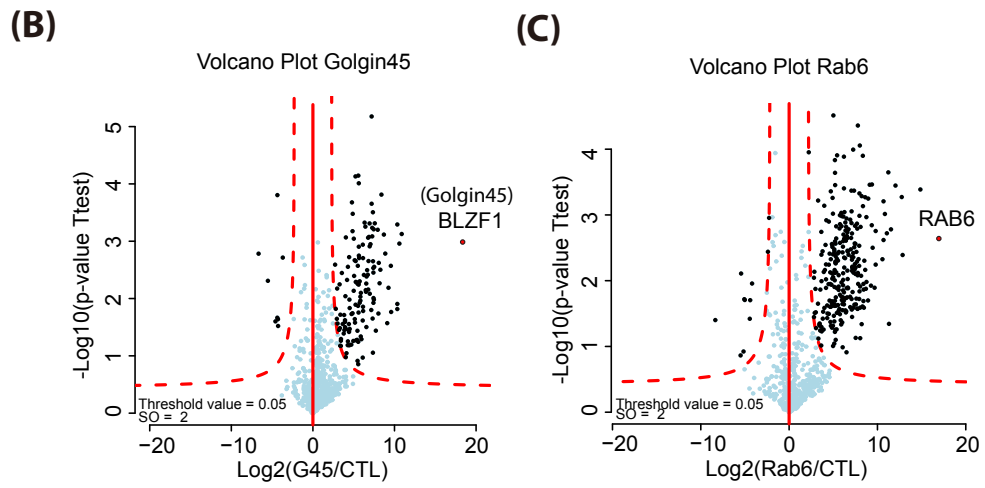 (B)
Volcano Plot Golgin45
-Log10(p-value Ttest)
5
4
3
2
1
0
(Golgin45)
BLZF1
Threshold value = 0.05
SO = 2
−20
−10
0
10
20
Log2(G45/CTL)
(C)
Volcano Plot Rab6
-Log10(p-value Ttest)
4
3
2
1
0
RAB6
Threshold value = 0.05
SO = 2
−20
−10
0
10
20
Log2(Rab6/CTL)